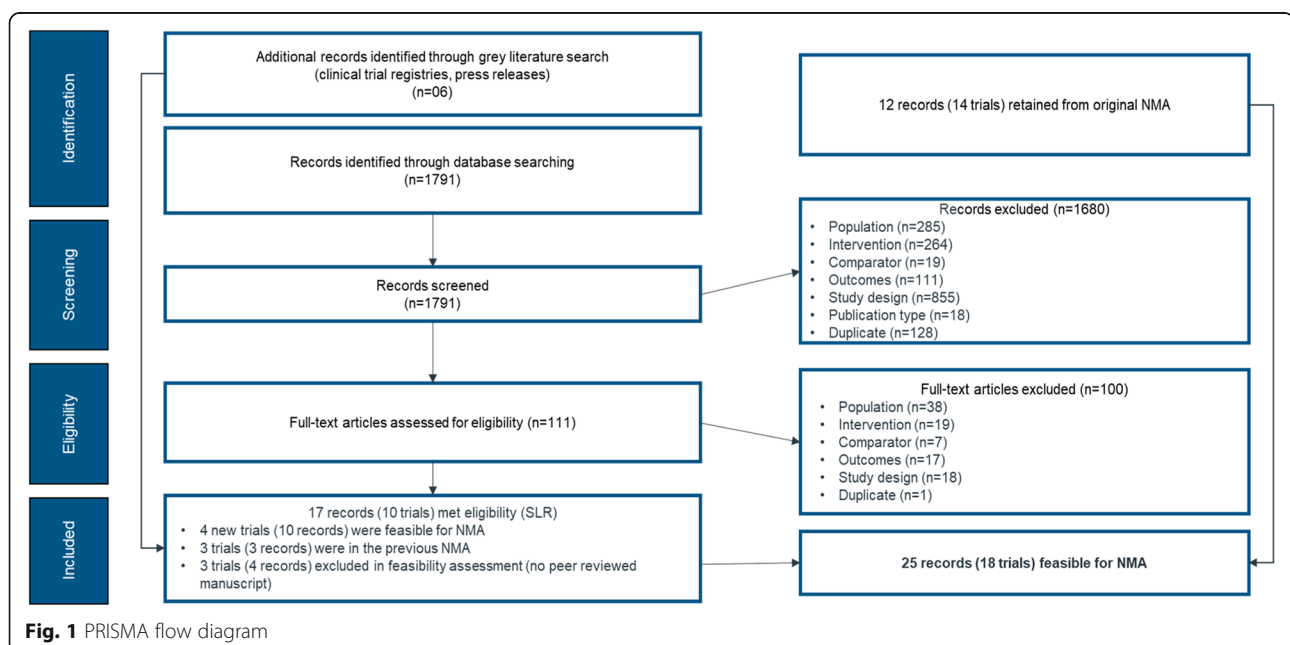 Identification
Additional records identified through grey literature search
(clinical trial registries, press releases)
(n=06)
12 records (14 trials) retained from original NMA
Records identified through database searching
(n=1791)
Screening
Records screened
(n=1791)
Records excluded (n=1680)
• Population (n=285)
• Intervention (n=264)
• Comparator (n=19)
• Outcomes (n=111)
• Study design (n=855)
• Publication type (n=18)
• Duplicate (n=128)
Eligibility
Full-text articles assessed for eligibility (n=111)
Full-text articles excluded (n=100)
• Population (n=38)
• Intervention (n=19)
• Comparator (n=7)
• Outcomes (n=17)
• Study design (n=18)
• Duplicate (n=1)
Included
17 records (10 trials) met eligibility (SLR)
• 4 new trials (10 records) were feasible for NMA
• 3 trials (3 records) were in the previous NMA
• 3 trials (4 records) excluded in feasibility assessment (no peer reviewed
manuscript)
25 records (18 trials) feasible for NMA
Fig. 1 PRISMA flow diagram